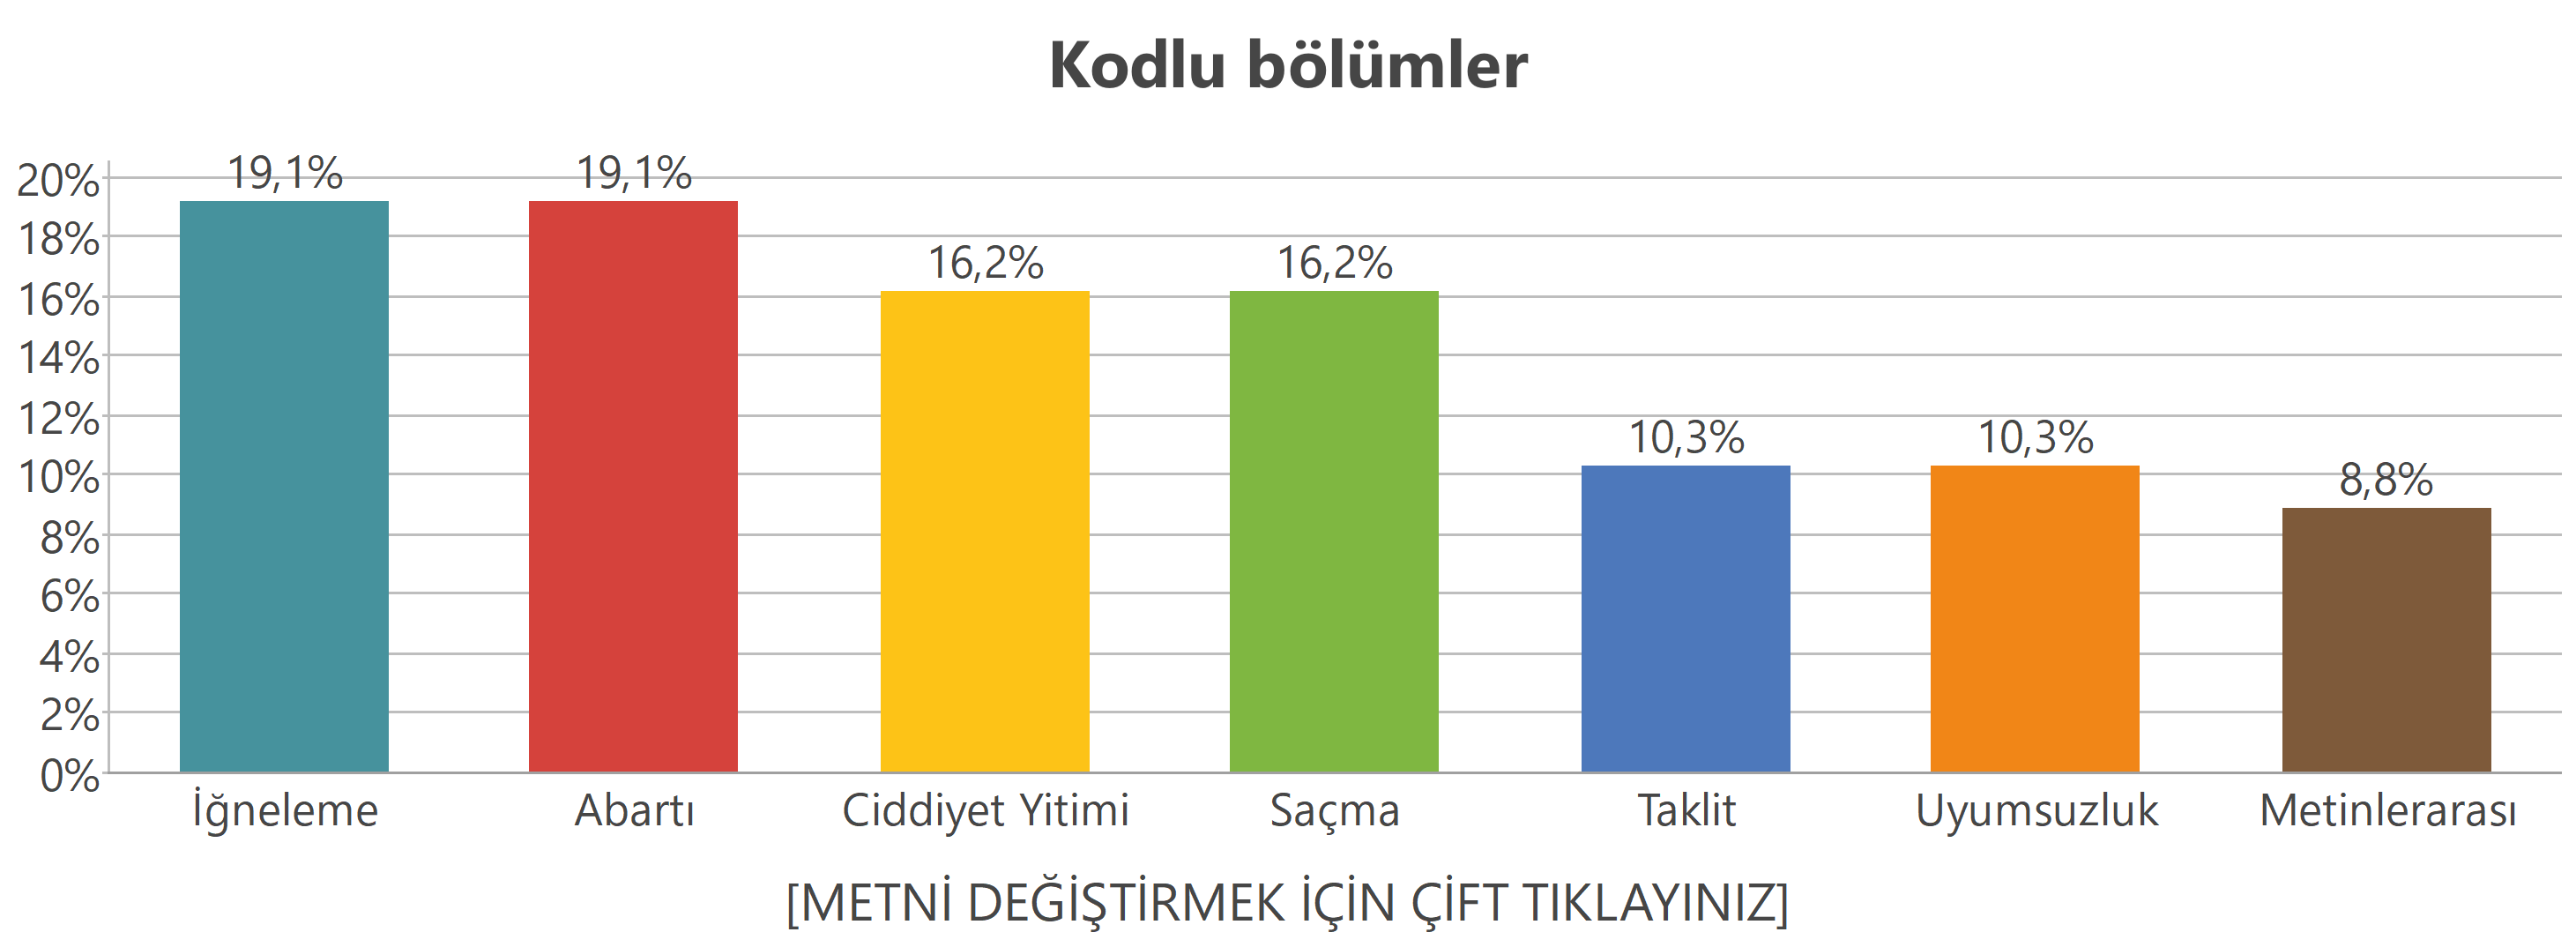 Kodlu bölümler
20%
18%
16%
14%
12%
10%
8%
6%
4%
2%
0%
19,1%
19,1%
16,2%
16,2%
10,3%
10,3%
8,8%
İğneleme
Abartı
Ciddiyet Yitimi
Saçma
Taklit
Uyumsuzluk
Metinlerarası
[METNİ DEĞİŞTİRMEK İÇİN ÇİFT TIKLAYINIZ]